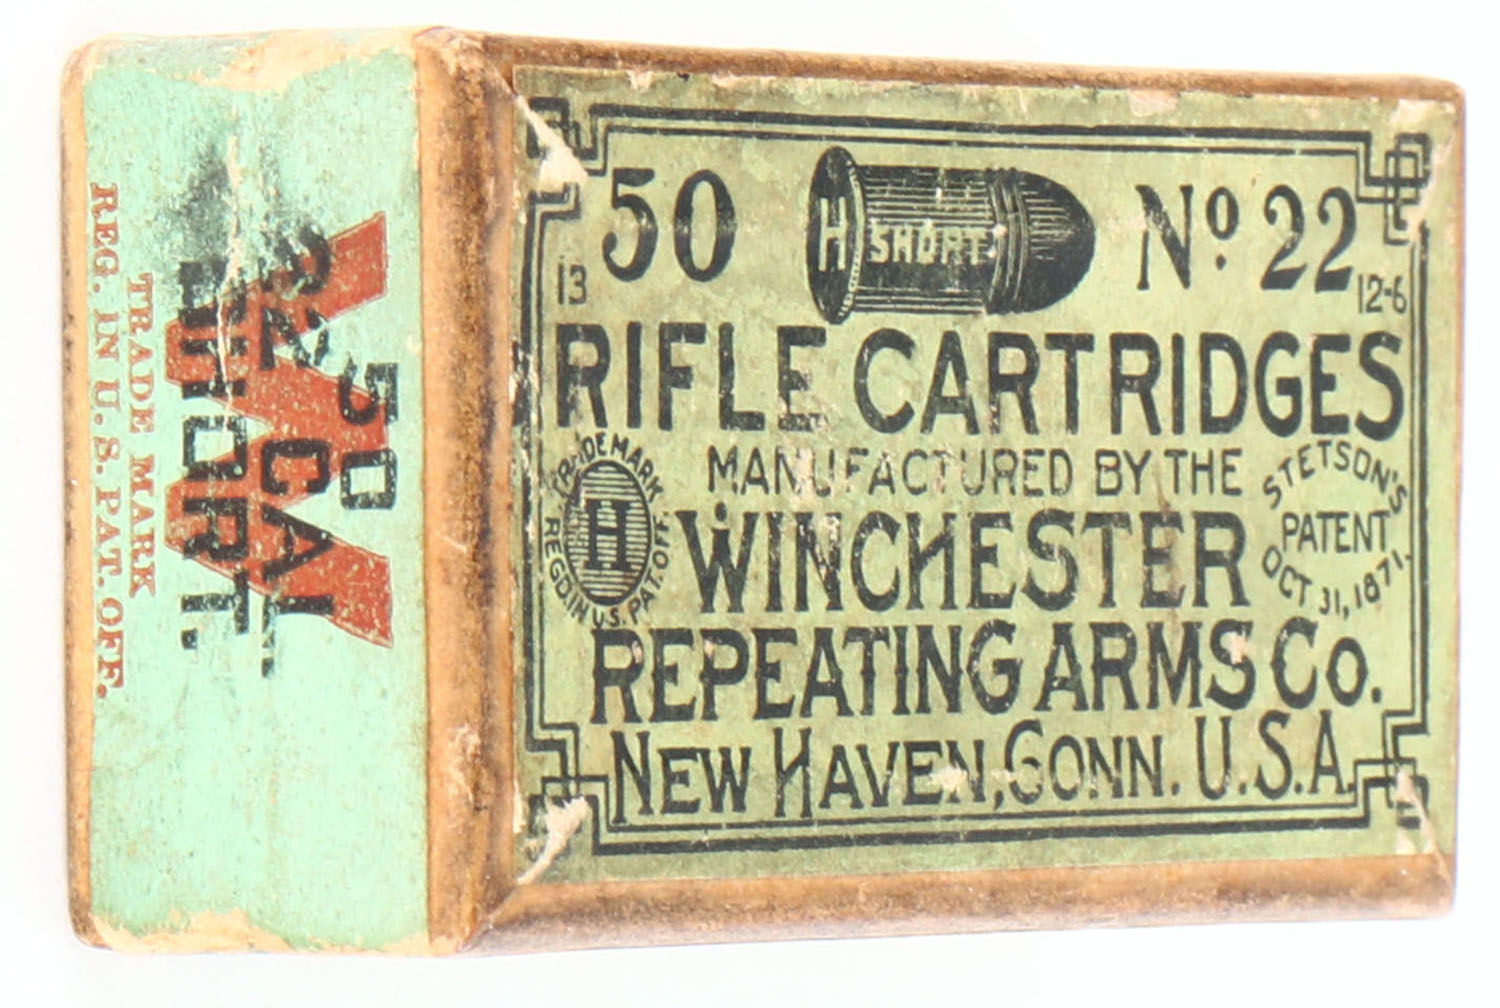 50 H SHORT Nº. 22
13 12-6
RIFLE CARTRIDGES
MANUFACTURED BY THE
WINCHESTER
REPEATING ARMS Co.
NEW HAVEN, CONN. U.S.A.
TRADE MARK
H
REG'D. IN U.S. PAT. OFF.
STETSON'S
PATENT
OCT. 31, 1871.
W
50
22 CAL.
SHORT.
TRADE MARK
REG. IN U. S. PAT. OFF.